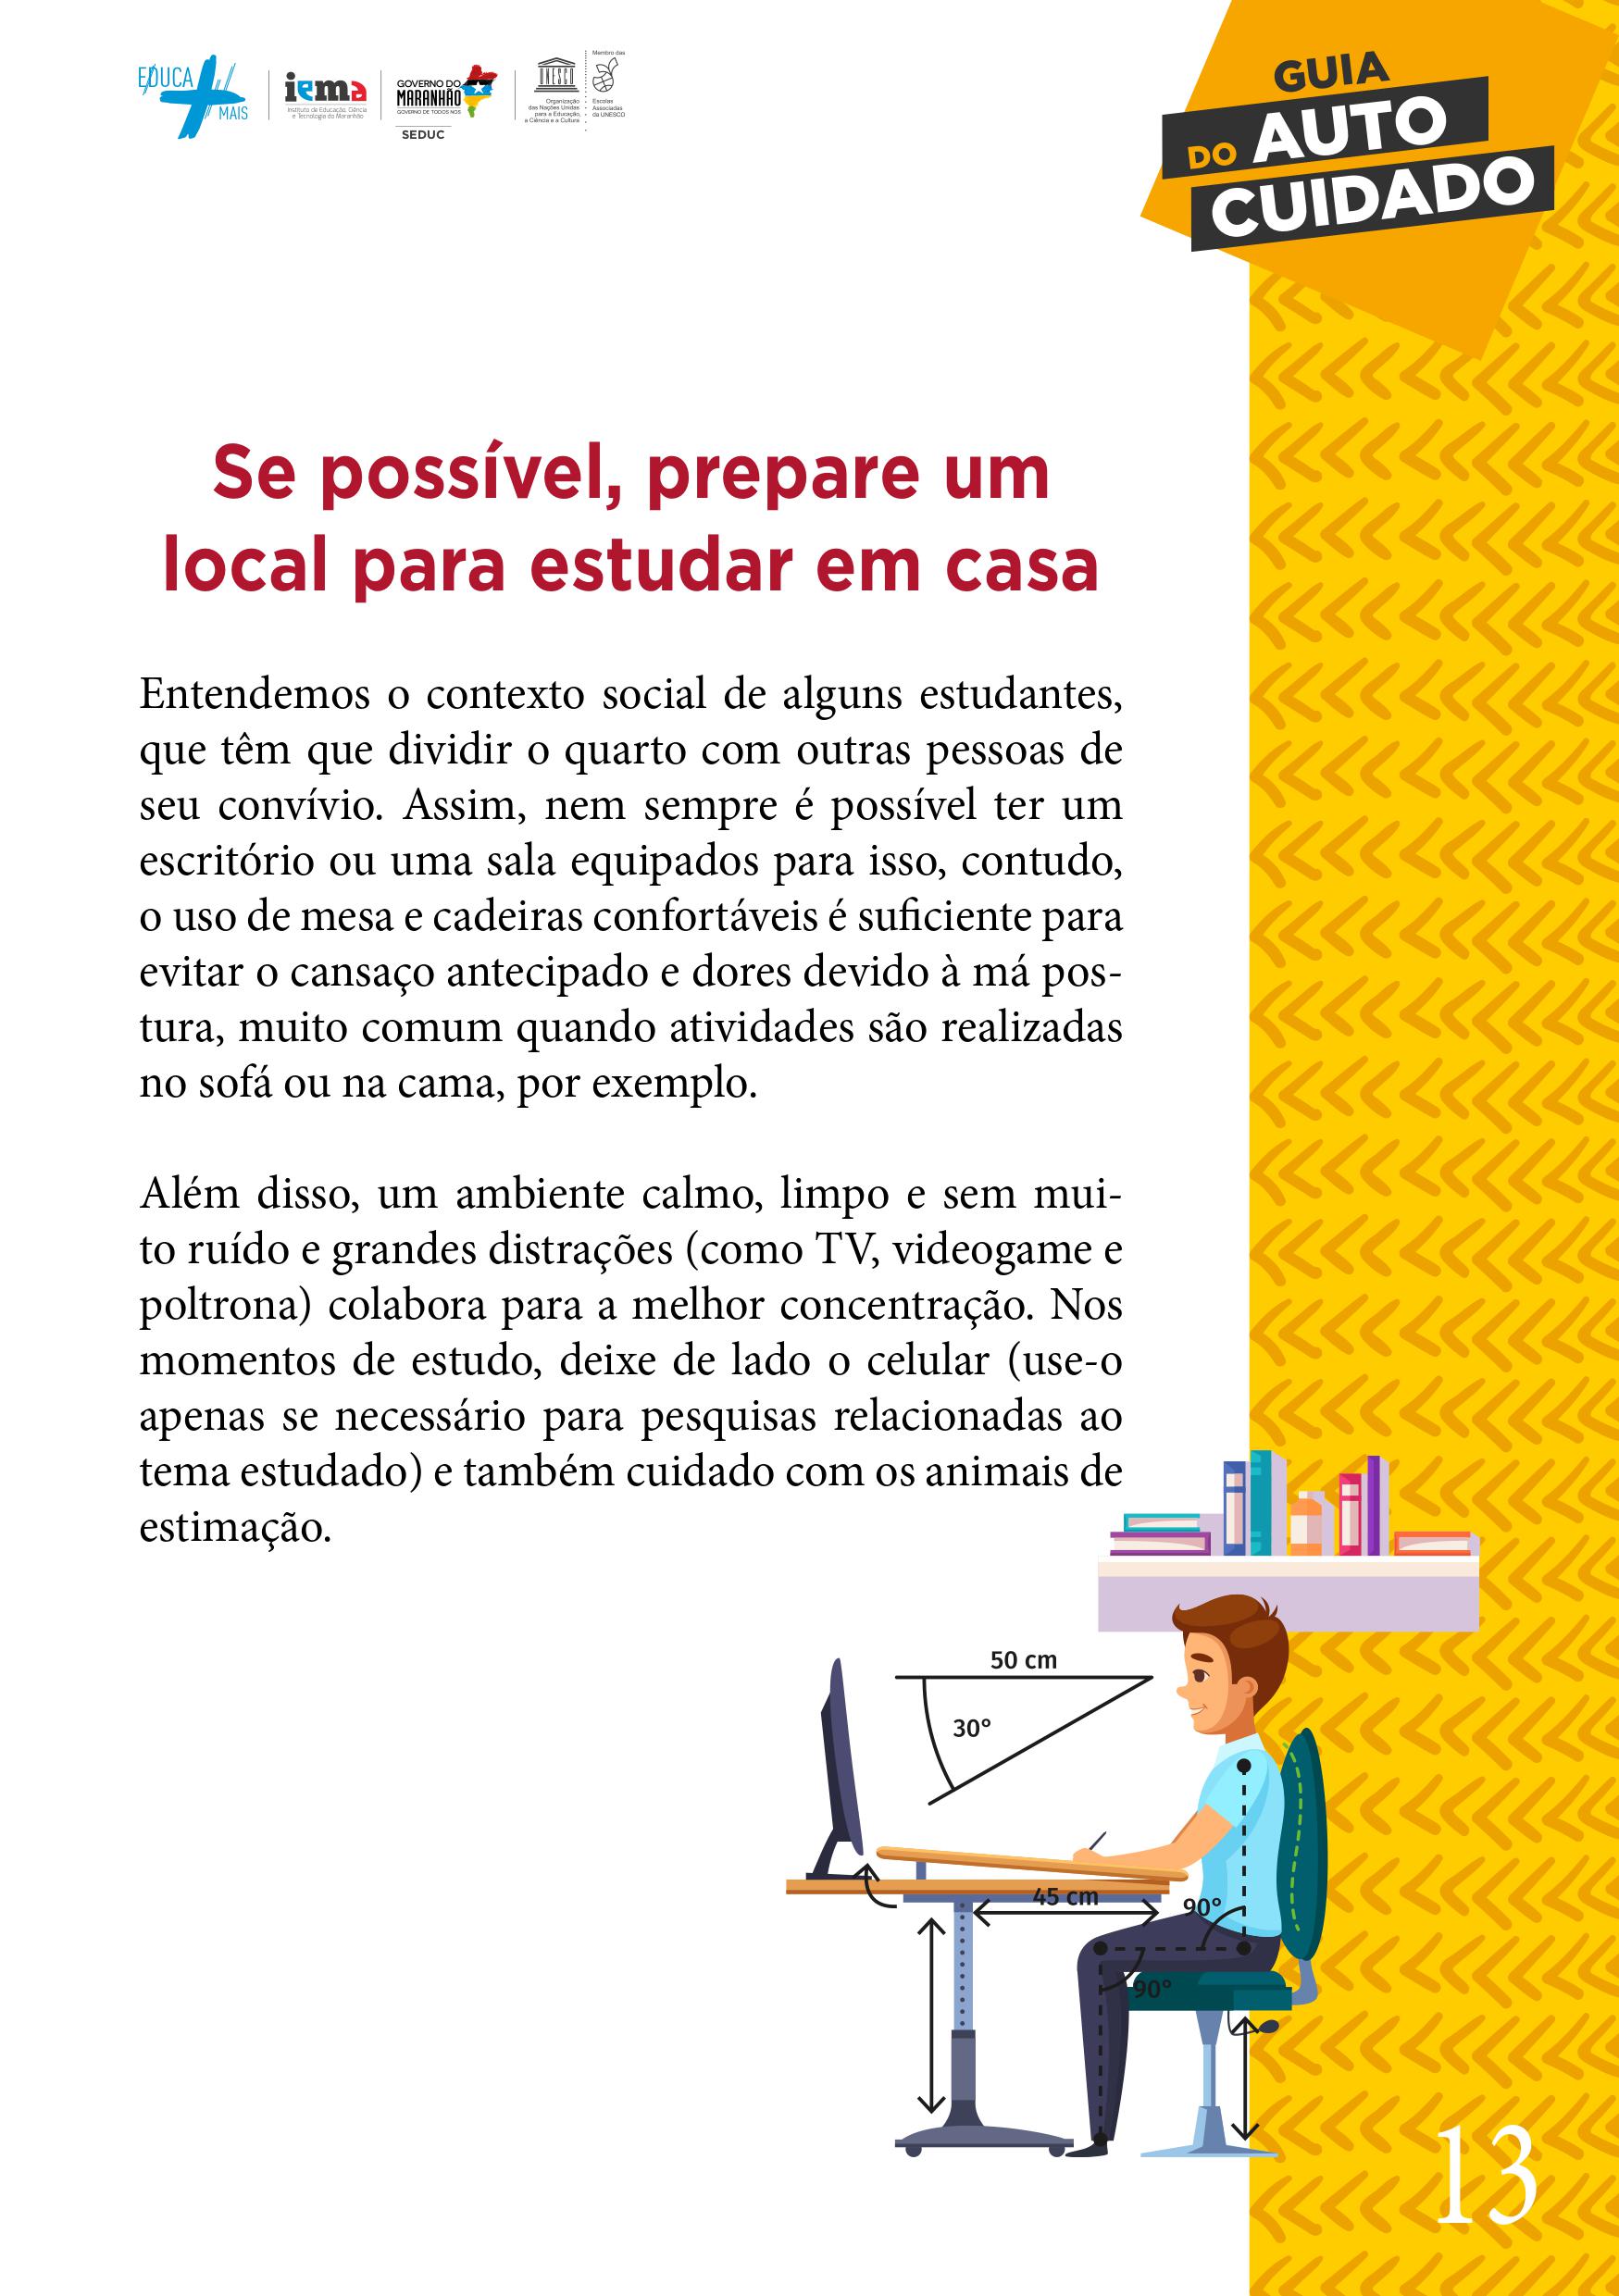 EDUCA
MAIS
iema
Instituto de Educação, Ciência
e Tecnologia do Maranhão
GOVERNO DO
MARANHÃO
GOVERNO DE TODOS NÓS
SEDUC
UNESCO
Organização
das Nações Unidas
para a Educação,
a Ciência e a Cultura
Membro das
Escolas
Associadas
da UNESCO
GUIA
DO AUTO
CUIDADO
Se possível, prepare um
local para estudar em casa
Entendemos o contexto social de alguns estudantes,
que têm que dividir o quarto com outras pessoas de
seu convívio. Assim, nem sempre é possível ter um
escritório ou uma sala equipados para isso, contudo,
o uso de mesa e cadeiras confortáveis é suficiente para
evitar o cansaço antecipado e dores devido à má pos-
tura, muito comum quando atividades são realizadas
no sofá ou na cama, por exemplo.
Além disso, um ambiente calmo, limpo e sem mui-
to ruído e grandes distrações (como TV, videogame e
poltrona) colabora para a melhor concentração. Nos
momentos de estudo, deixe de lado o celular (use-o
apenas se necessário para pesquisas relacionadas ao
tema estudado) e também cuidado com os animais de
estimação.
50 cm
30°
45 cm
90°
90°
13